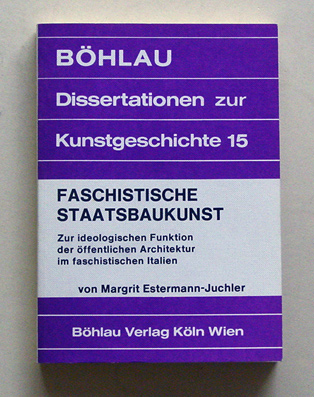 BÖHLAU
Dissertationen zur
Kunstgeschichte 15
FASCHISTISCHE
STAATSBAUKUNST
Zur ideologischen Funktion
der öffentlichen Architektur
im faschistischen Italien
von Margrit Estermann-Juchler
Böhlau Verlag Köln Wien